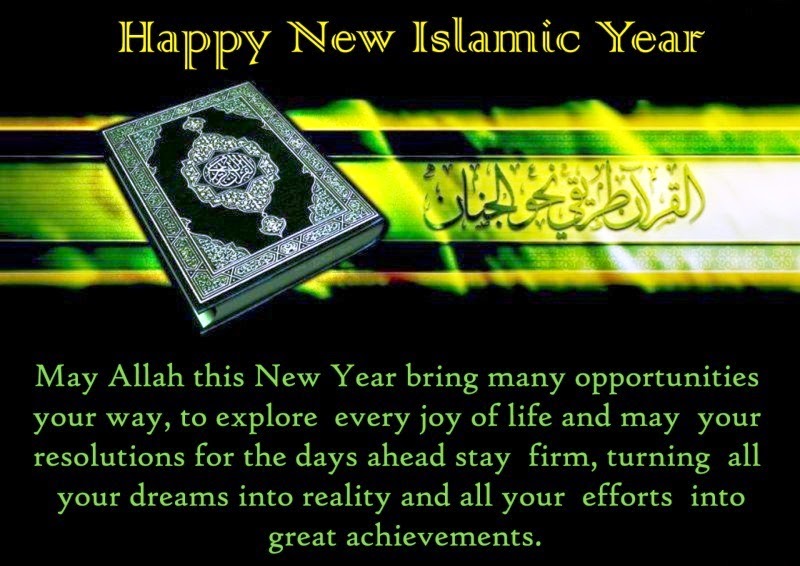 Happy New Islamic Year
القرآن طريقي نحو الجنان
May Allah this New Year bring many opportunities
your way, to explore every joy of life and may your
resolutions for the days ahead stay firm, turning all
your dreams into reality and all your efforts into
great achievements.